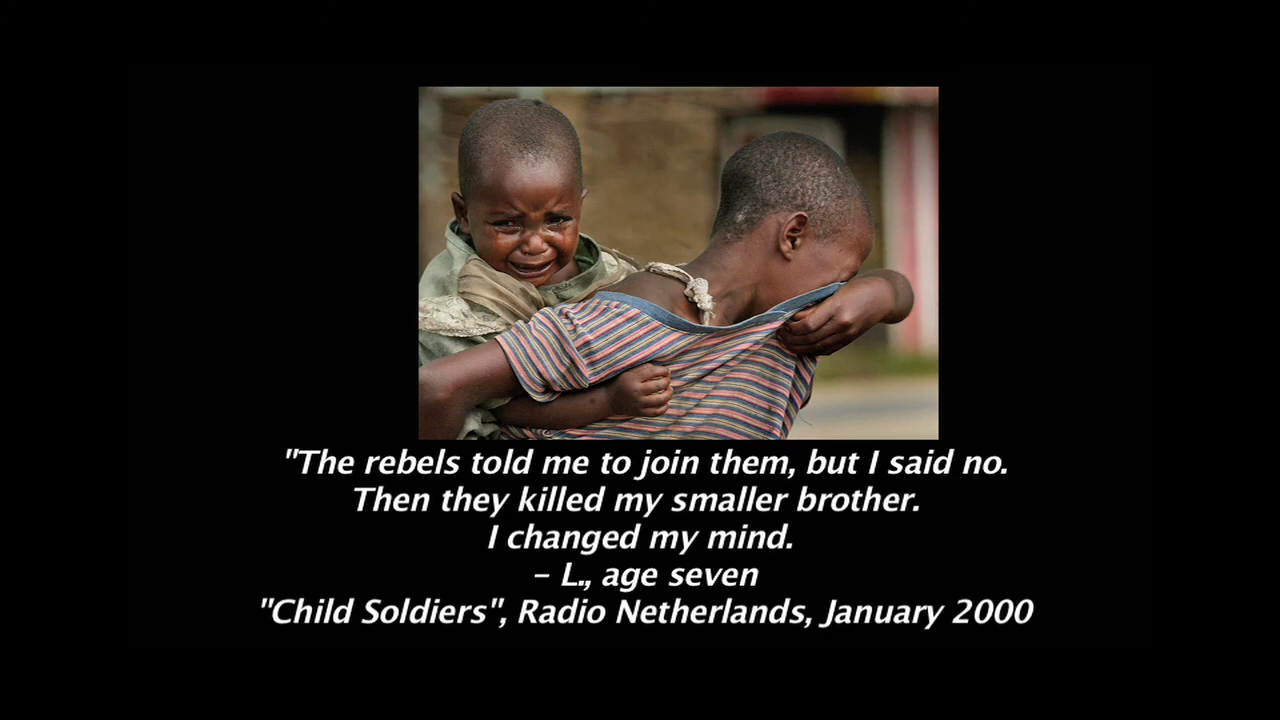 "The rebels told me to join them, but I said no.
Then they killed my smaller brother.
I changed my mind.
– L., age seven
"Child Soldiers", Radio Netherlands, January 2000